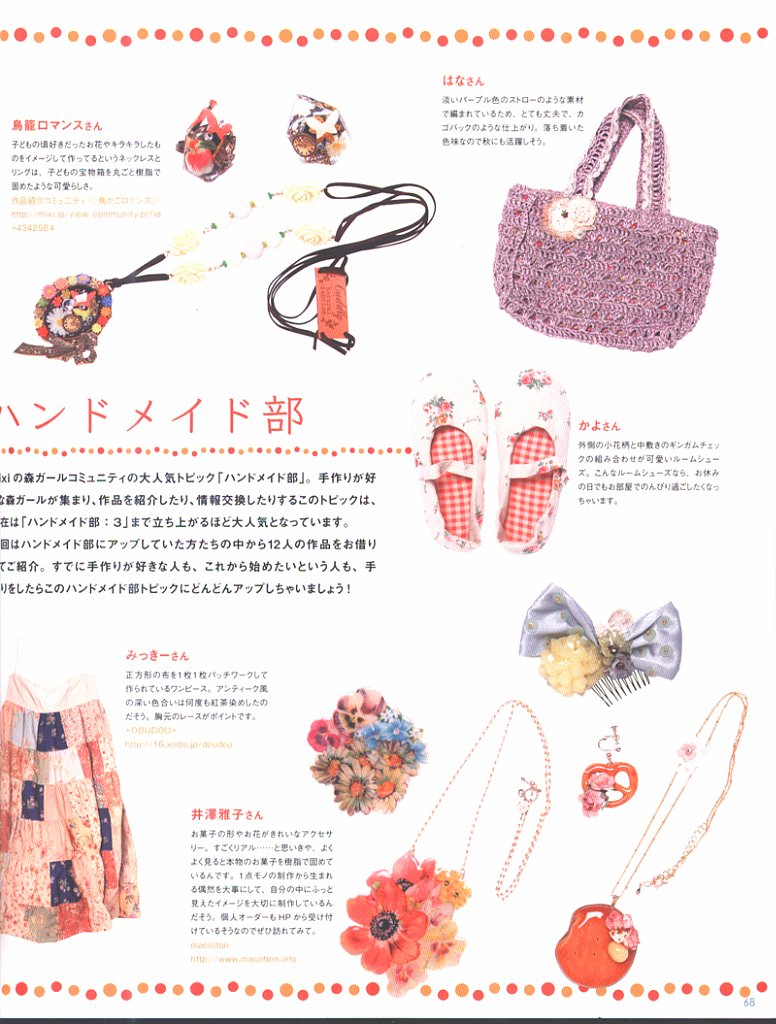 はなさん
淡いパープル色のストローのような素材
で編まれているため、とても丈夫で、カ
ゴバックのような仕上がり。落ち着いた
色味なので秋にも活躍しそう。
鳥籠ロマンスさん
子どもの頃好きだったお花やキラキラしたも
のをイメージして作ってるというネックレスと
リングは、子どもの宝物箱を丸ごと樹脂で
固めたような可愛らしさ。
作品紹介コミュニティ ◇鳥かごロマンス◇
http://mixi.jp/view_community.pl?id
=4342584
ハンドメイド部
ixiの森ガールコミュニティの大人気トピック「ハンドメイド部」。手作りが好
な森ガールが集まり、作品を紹介したり、情報交換したりするこのトピックは、
在は「ハンドメイド部：3」まで立ち上がるほど大人気となっています。
回はハンドメイド部にアップしていた方たちの中から12人の作品をお借り
てご紹介。すでに手作りが好きな人も、これから始めたいという人も、手
りをしたらこのハンドメイド部トピックにどんどんアップしちゃいましょう！
かよさん
外側の小花柄と中敷きのギンガムチェッ
クの組み合わせが可愛いルームシュー
ズ。こんなルームシューズなら、お休み
の日でもお部屋でのんびり過ごしたくなっ
ちゃいます。
みっきーさん
正方形の布を1枚1枚パッチワークして
作られているワンピース。アンティーク風
の深い色合いは何度も紅茶染めしたの
だそう。胸元のレースがポイントです。
+DOUDOU+
http://16.xmbs.jp/doudou
井澤雅子さん
お菓子の形やお花がきれいなアクセサ
リー。すごくリアル……と思いきや、よく
よく見ると本物のお菓子を樹脂で固めて
いるんです。1点モノの制作から生まれ
る偶然を大事にして、自分の中にふっと
見えたイメージを大切に制作しているん
だそう。個人オーダーもHPから受け付
けているそうなのでぜひ訪れてみて。
macotton
http://www.macotton.info
68